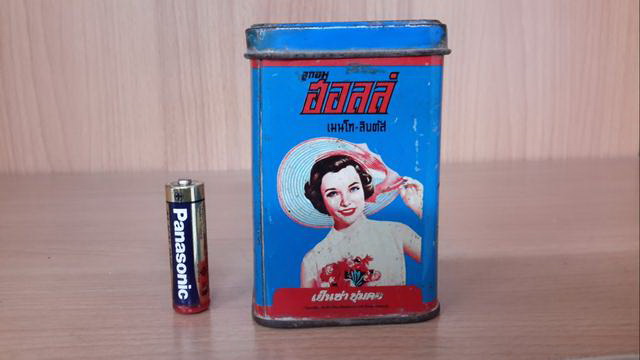 ลูกอม
ฮอลล์
เมนโท-ลิบตัส
เย็นซ่า ชุ่มคอ
Panasonic